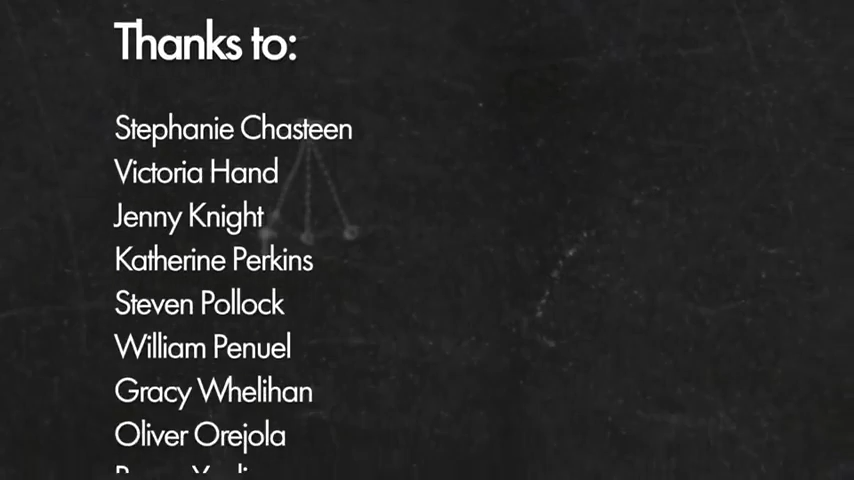 Thanks to:
Stephanie Chasteen
Victoria Hand
Jenny Knight
Katherine Perkins
Steven Pollock
William Penuel
Gracy Whelihan
Oliver Orejola